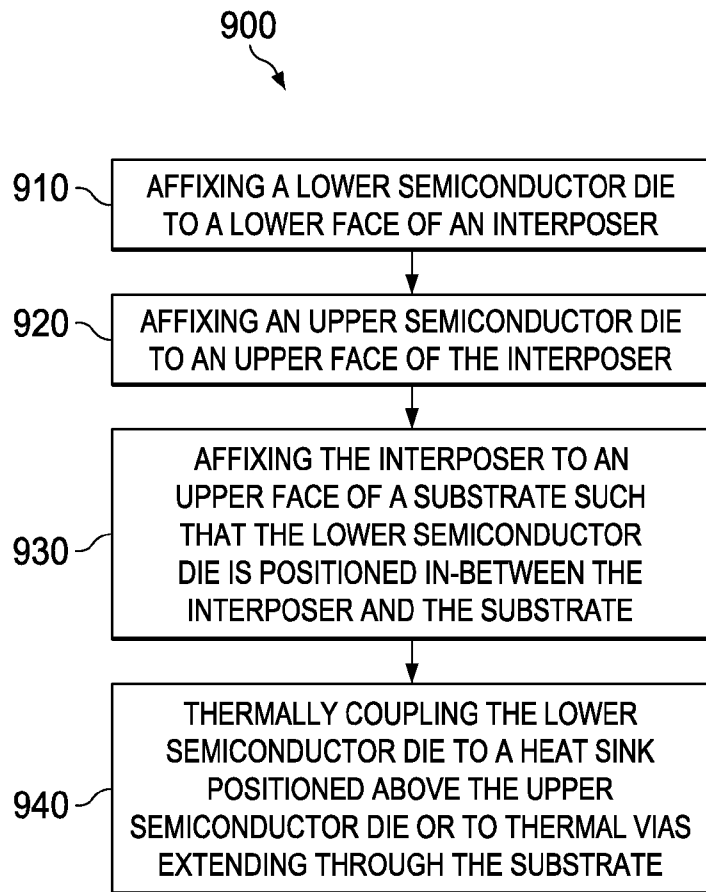 900
910
AFFIXING A LOWER SEMICONDUCTOR DIE
TO A LOWER FACE OF AN INTERPOSER
920
AFFIXING AN UPPER SEMICONDUCTOR DIE
TO AN UPPER FACE OF THE INTERPOSER
930
AFFIXING THE INTERPOSER TO AN
UPPER FACE OF A SUBSTRATE SUCH
THAT THE LOWER SEMICONDUCTOR
DIE IS POSITIONED IN-BETWEEN THE
INTERPOSER AND THE SUBSTRATE
940
THERMALLY COUPLING THE LOWER
SEMICONDUCTOR DIE TO A HEAT SINK
POSITIONED ABOVE THE UPPER
SEMICONDUCTOR DIE OR TO THERMAL VIAS
EXTENDING THROUGH THE SUBSTRATE